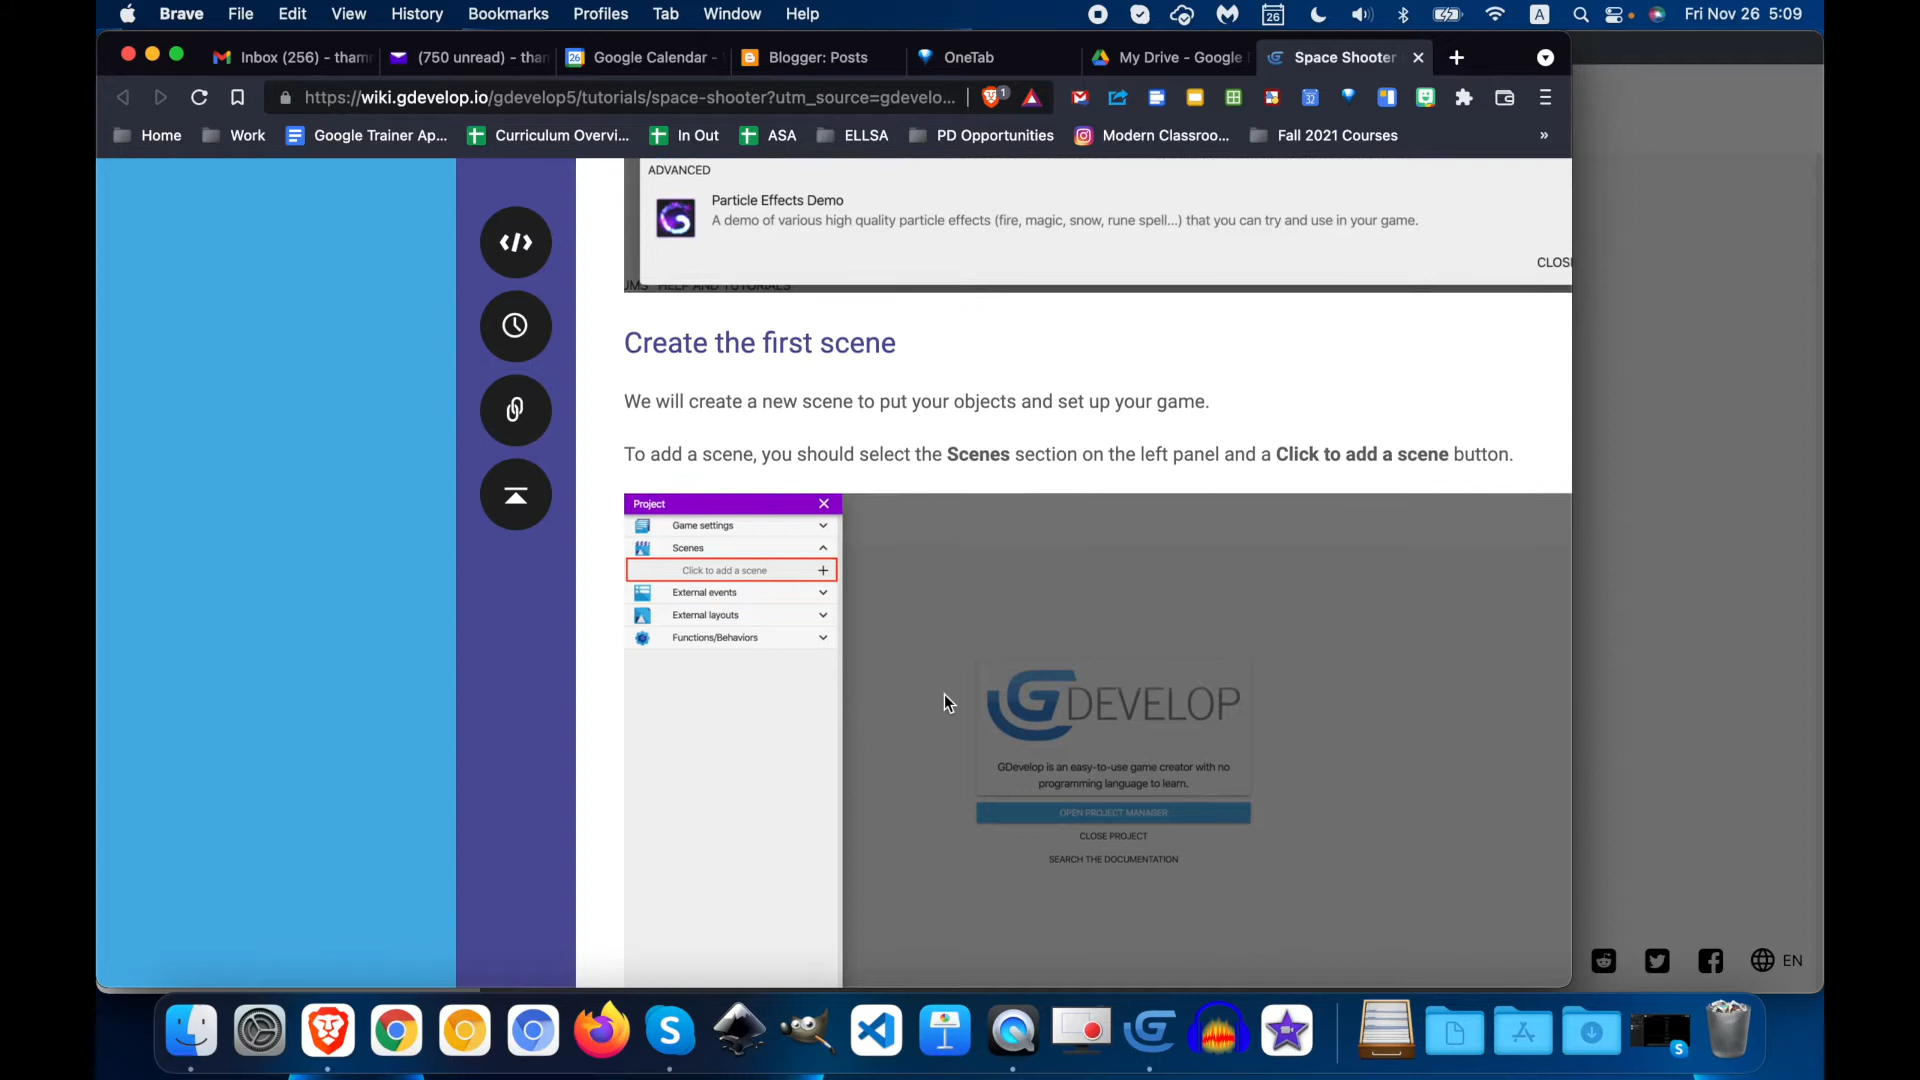 Brave File Edit View History Bookmarks Profiles Tab Window Help
26
A
Fri Nov 26 5:09
Inbox (256) - tham
(750 unread) - tha
26 Google Calendar -
Blogger: Posts
OneTab
My Drive - Google
Space Shooter
https://wiki.gdevelop.io/gdevelop5/tutorials/space-shooter?utm_source=gdevelo...
1
Home
Work
Google Trainer Ap...
Curriculum Overvi...
In Out
ASA
ELLSA
PD Opportunities
Modern Classroo...
Fall 2021 Courses
»
ADVANCED
Particle Effects Demo
A demo of various high quality particle effects (fire, magic, snow, rune spell...) that you can try and use in your game.
CLOS
UMS HELP AND TUTORIALS
Create the first scene
We will create a new scene to put your objects and set up your game.
To add a scene, you should select the Scenes section on the left panel and a Click to add a scene button.
Project
Game settings
Scenes
Click to add a scene
External events
External layouts
Functions/Behaviors
GDEVELOP
GDevelop is an easy-to-use game creator with no
programming language to learn.
OPEN PROJECT MANAGER
CLOSE PROJECT
SEARCH THE DOCUMENTATION
EN